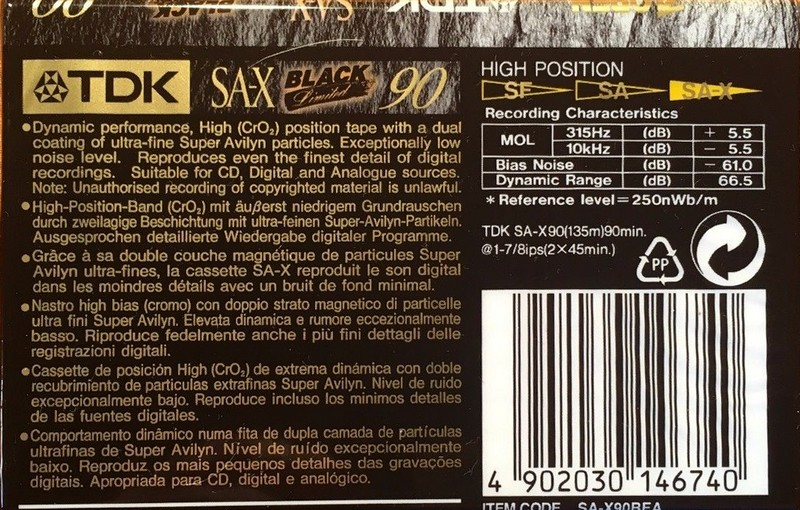 90 BLACK SA-X TDK SA-X
TDK SA-X BLACK Limited 90
●Dynamic performance, High (CrO₂) position tape with a dual
coating of ultra-fine Super Avilyn particles. Exceptionally low
noise level. Reproduces even the finest detail of digital
recordings. Suitable for CD, Digital and Analogue sources.
Note: Unauthorised recording of copyrighted material is unlawful.
●High-Position-Band (CrO₂) mit äußerst niedrigem Grundrauschen
durch zweilagige Beschichtung mit ultra-feinen Super-Avilyn-Partikeln.
Ausgesprochen detaillierte Wiedergabe digitaler Programme.
●Grâce à sa double couche magnétique de particules Super
Avilyn ultra-fines, la cassette SA-X reproduit le son digital
dans les moindres détails avec un bruit de fond minimal.
●Nastro high bias (cromo) con doppio strato magnetico di particelle
ultra fini Super Avilyn. Elevata dinamica e rumore eccezionalmente
basso. Riproduce fedelmente anche i più fini dettagli delle
registrazioni digitali.
●Cassette de posición High (CrO₂) de extrema dinámica con doble
recubrimiento de particulas extrafinas Super Avilyn. Nivel de ruido
excepcionalmente bajo. Reproduce incluso los minimos detalles
de las fuentes digitales.
●Comportamento dinâmico numa fita de dupla camada de partículas
ultrafinas de Super Avilyn. Nível de ruído excepcionalmente
baixo. Reproduz os mais pequenos detalhes das gravações
digitais. Apropriada para CD, digital e analógico.
HIGH POSITION
SF SA SA-X
Recording Characteristics
MOL 315Hz (dB) + 5.5
10kHz (dB) − 5.5
Bias Noise (dB) − 61.0
Dynamic Range (dB) 66.5
* Reference level=250nWb/m
TDK SA-X90(135m)90min.
@1-7/8ips(2×45min.)
PP
4 902030 146740
ITEM CODE SA-X90BEA